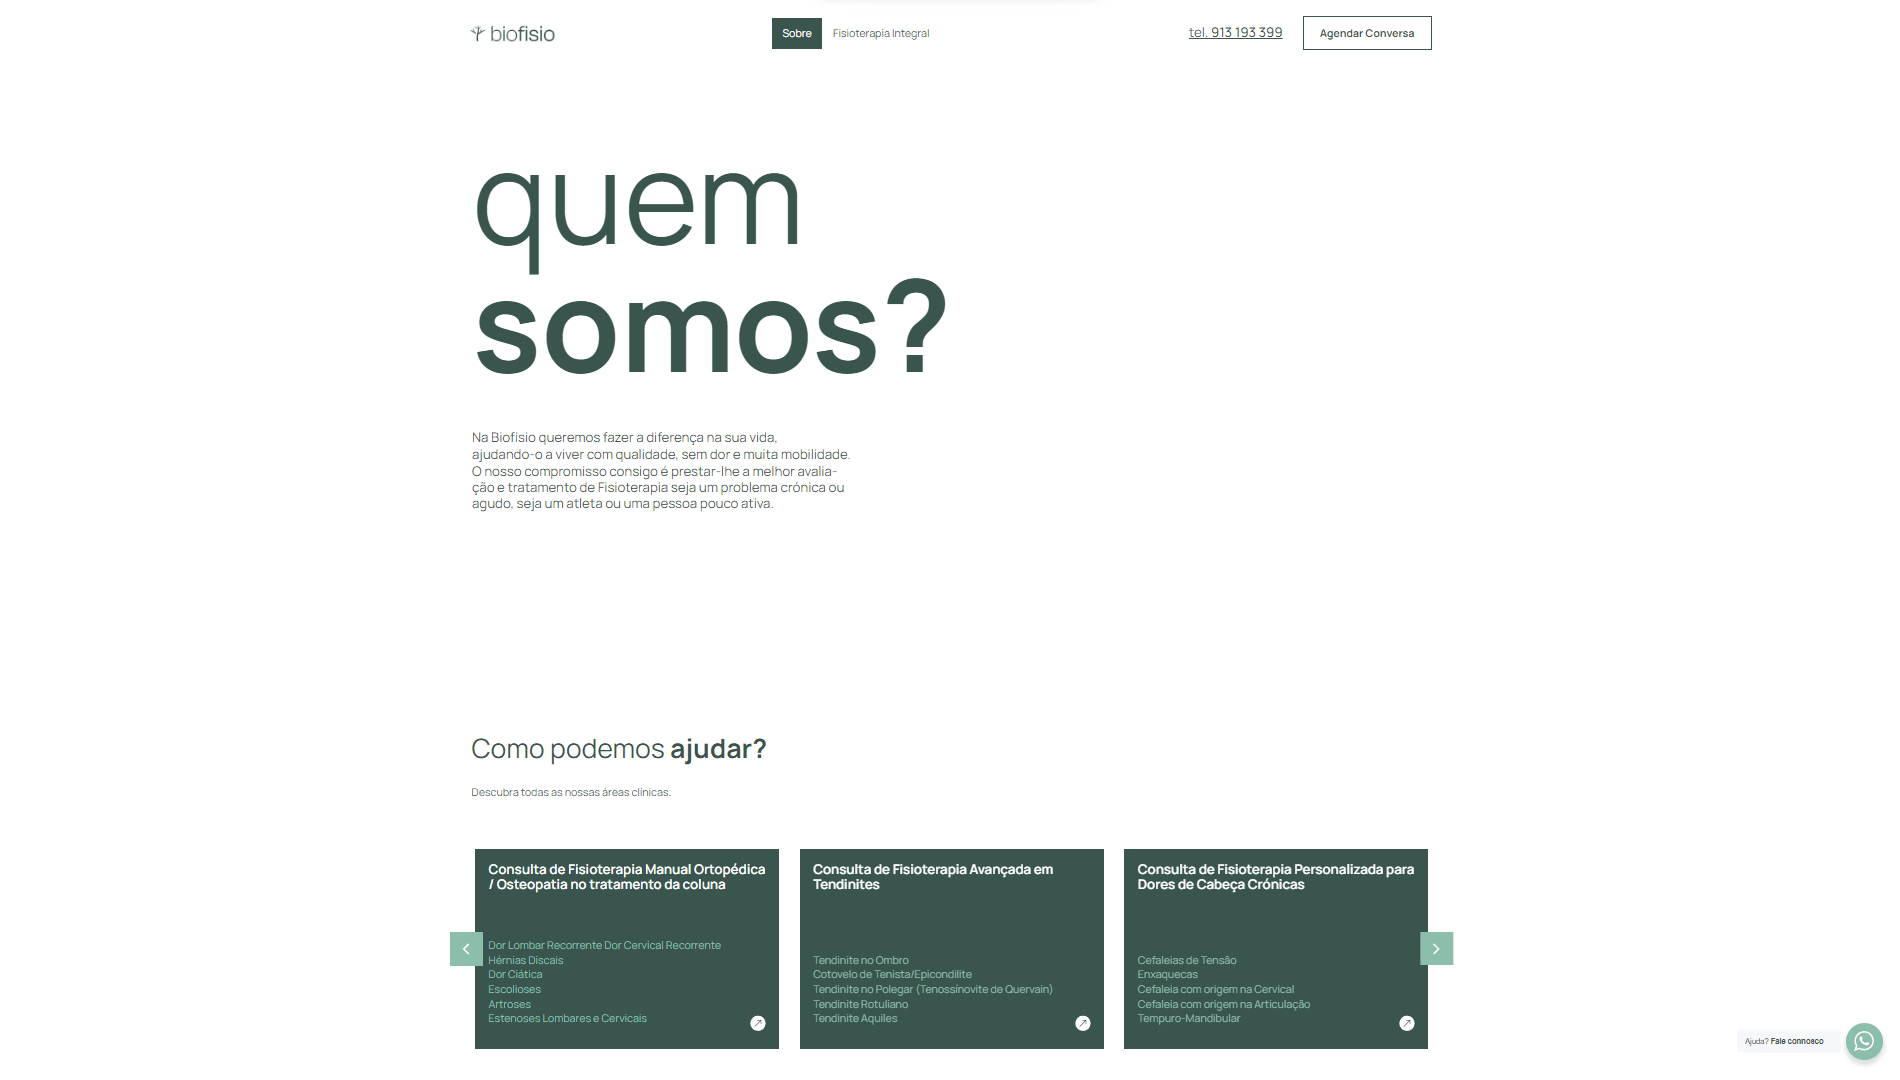 biofisio
Sobre
Fisioterapia Integral
tel. 913 193 399
Agendar Conversa
quem
somos?
Na Biofisio queremos fazer a diferença na sua vida,
ajudando-o a viver com qualidade, sem dor e muita mobilidade.
O nosso compromisso consigo é prestar-lhe a melhor avalia-
ção e tratamento de Fisioterapia seja um problema crónica ou
agudo, seja um atleta ou uma pessoa pouco ativa.
Como podemos ajudar?
Descubra todas as nossas áreas clínicas.
Consulta de Fisioterapia Manual Ortopédica
/ Osteopatia no tratamento da coluna
Dor Lombar Recorrente Dor Cervical Recorrente
Hérnias Discais
Dor Ciática
Escolioses
Artroses
Estenoses Lombares e Cervicais
Consulta de Fisioterapia Avançada em
Tendinites
Tendinite no Ombro
Cotovelo de Tenista/Epicondilite
Tendinite no Polegar (Tenossinovite de Quervain)
Tendinite Rotuliano
Tendinite Aquiles
Consulta de Fisioterapia Personalizada para
Dores de Cabeça Crónicas
Cefaleias de Tensão
Enxaquecas
Cefaleia com origem na Cervical
Cefaleia com origem na Articulação
Tempuro-Mandibular
Ajuda? Fale connosco